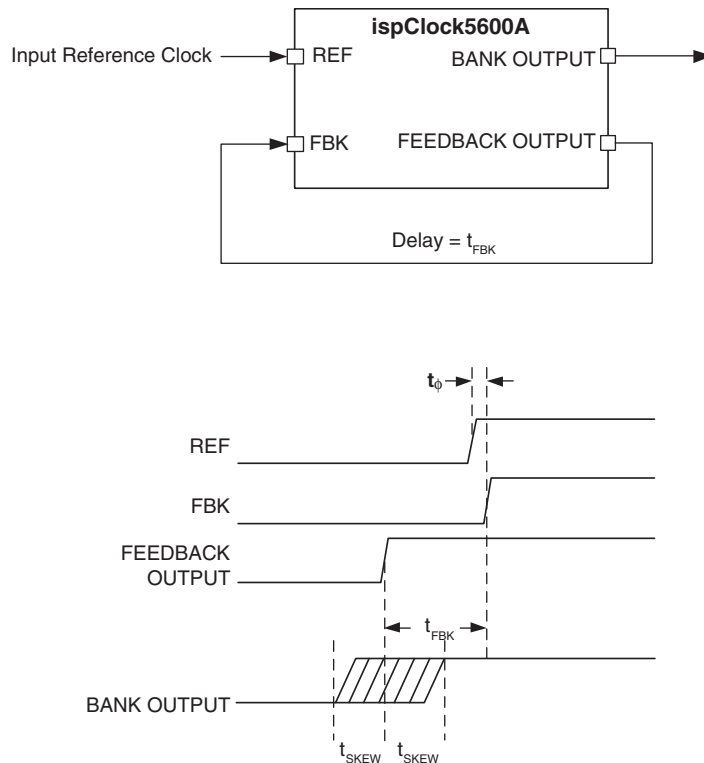 ispClock5600A
Input Reference Clock
REF
BANK OUTPUT
FBK
FEEDBACK OUTPUT
Delay = tFBK
tϕ
REF
FBK
FEEDBACK
OUTPUT
tFBK
BANK OUTPUT
tSKEW tSKEW